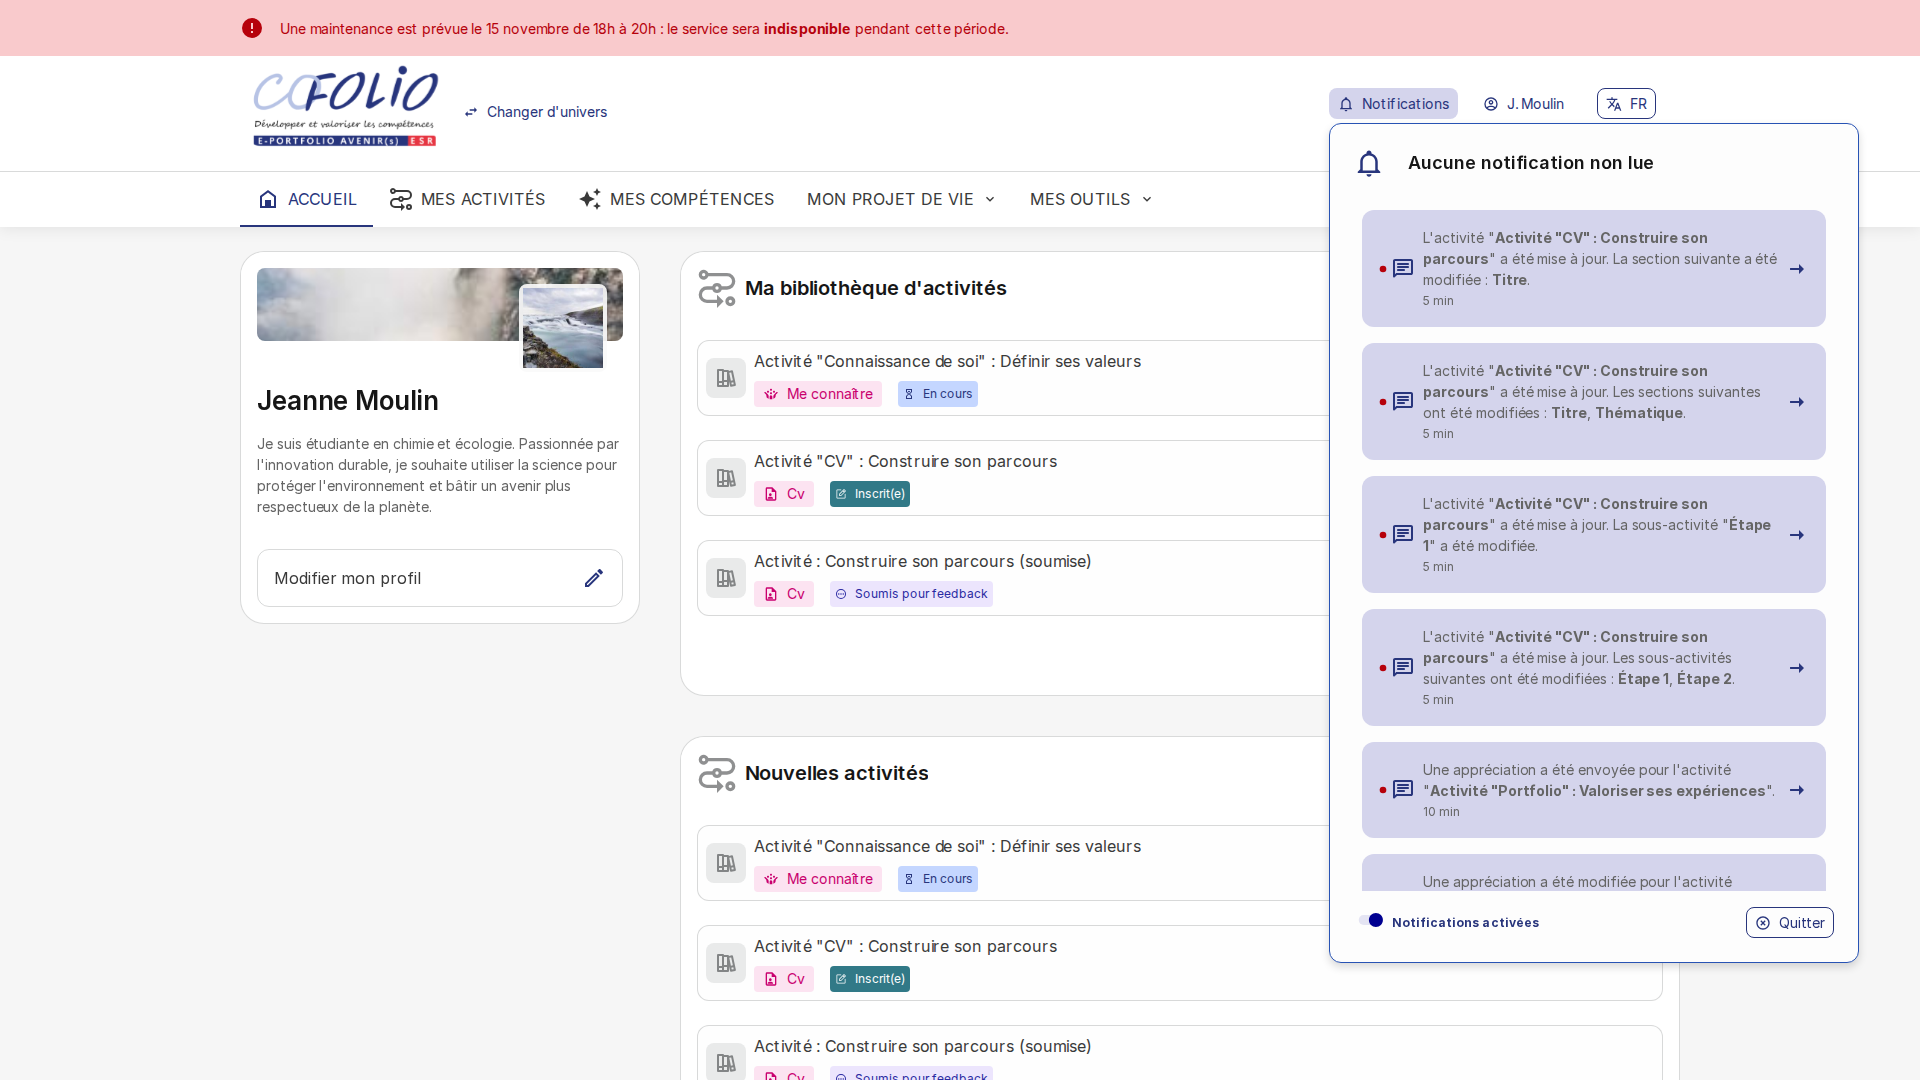 Une maintenance est prévue le 15 novembre de 18h à 20h : le service sera indisponible pendant cette période.
COFOLIO
Développer et valoriser les compétences
E-PORTFOLIO AVENIR(s) ESR
Changer d'univers
Notifications
J. Moulin
FR
ACCUEIL
MES ACTIVITÉS
MES COMPÉTENCES
MON PROJET DE VIE
MES OUTILS
Jeanne Moulin
Je suis étudiante en chimie et écologie. Passionnée par
l'innovation durable, je souhaite utiliser la science pour
protéger l'environnement et bâtir un avenir plus
respectueux de la planète.
Modifier mon profil
Ma bibliothèque d'activités
Activité "Connaissance de soi" : Définir ses valeurs
Me connaître
En cours
Activité "CV" : Construire son parcours
Cv
Inscrit(e)
Activité : Construire son parcours (soumise)
Cv
Soumis pour feedback
Nouvelles activités
Activité "Connaissance de soi" : Définir ses valeurs
Me connaître
En cours
Activité "CV" : Construire son parcours
Cv
Inscrit(e)
Activité : Construire son parcours (soumise)
Cv
Soumis pour feedback
Aucune notification non lue
L'activité "Activité "CV" : Construire son
parcours" a été mise à jour. La section suivante a été
modifiée : Titre.
5 min
L'activité "Activité "CV" : Construire son
parcours" a été mise à jour. Les sections suivantes
ont été modifiées : Titre, Thématique.
5 min
L'activité "Activité "CV" : Construire son
parcours" a été mise à jour. La sous-activité "Étape
1" a été modifiée.
5 min
L'activité "Activité "CV" : Construire son
parcours" a été mise à jour. Les sous-activités
suivantes ont été modifiées : Étape 1, Étape 2.
5 min
Une appréciation a été envoyée pour l'activité
"Activité "Portfolio" : Valoriser ses expériences".
10 min
Une appréciation a été modifiée pour l'activité
Notifications activées
Quitter